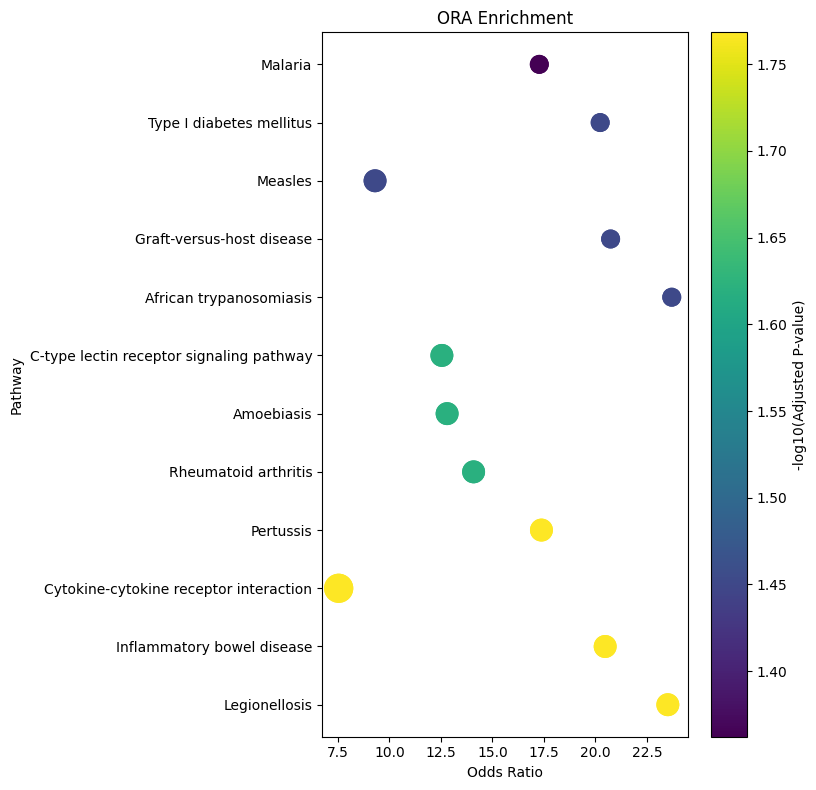 ORA Enrichment
Malaria
Type I diabetes mellitus
Measles
Graft-versus-host disease
African trypanosomiasis
C-type lectin receptor signaling pathway
Amoebiasis
Rheumatoid arthritis
Pertussis
Cytokine-cytokine receptor interaction
Inflammatory bowel disease
Legionellosis
Pathway
7.5 10.0 12.5 15.0 17.5 20.0 22.5
Odds Ratio
1.75
1.70
1.65
1.60
1.55
1.50
1.45
1.40
-log10(Adjusted P-value)